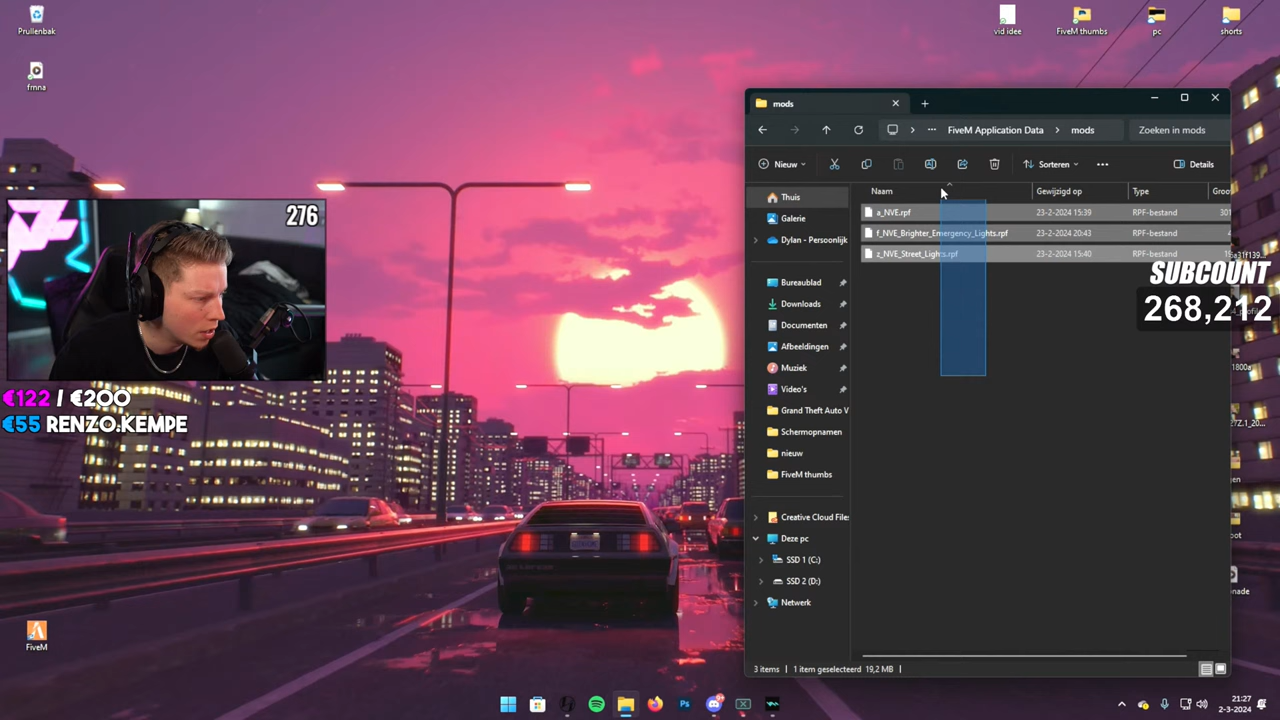 Prullenbak
vid idee
FiveM thumbs
pc
shorts
frnna
mods
FiveM Application Data
mods
Zoeken in mods
Nieuw
Sorteren
Details
Naam
Gewijzigd op
Type
Groo
a_NVE.rpf
23-2-2024 15:39
RPF-bestand
301
f_NVE_Brighter_Emergency_Lights.rpf
23-2-2024 20:43
RPF-bestand
4
z_NVE_Street_Lights.rpf
23-2-2024 15:40
RPF-bestand
Thuis
Galerie
Dylan - Persoonlijk
Bureaublad
Downloads
Documenten
Afbeeldingen
Muziek
Video's
Grand Theft Auto V
Schermopnamen
nieuw
FiveM thumbs
Creative Cloud Files
Deze pc
SSD 1 (C:)
SSD 2 (D:)
Netwerk
3 items
1 item geselecteerd 19,2 MB
276
€122 / €200
€55 RENZO.KEMPE
SUBCOUNT
268,212
1800a
FiveM
21:27
2-3-2024